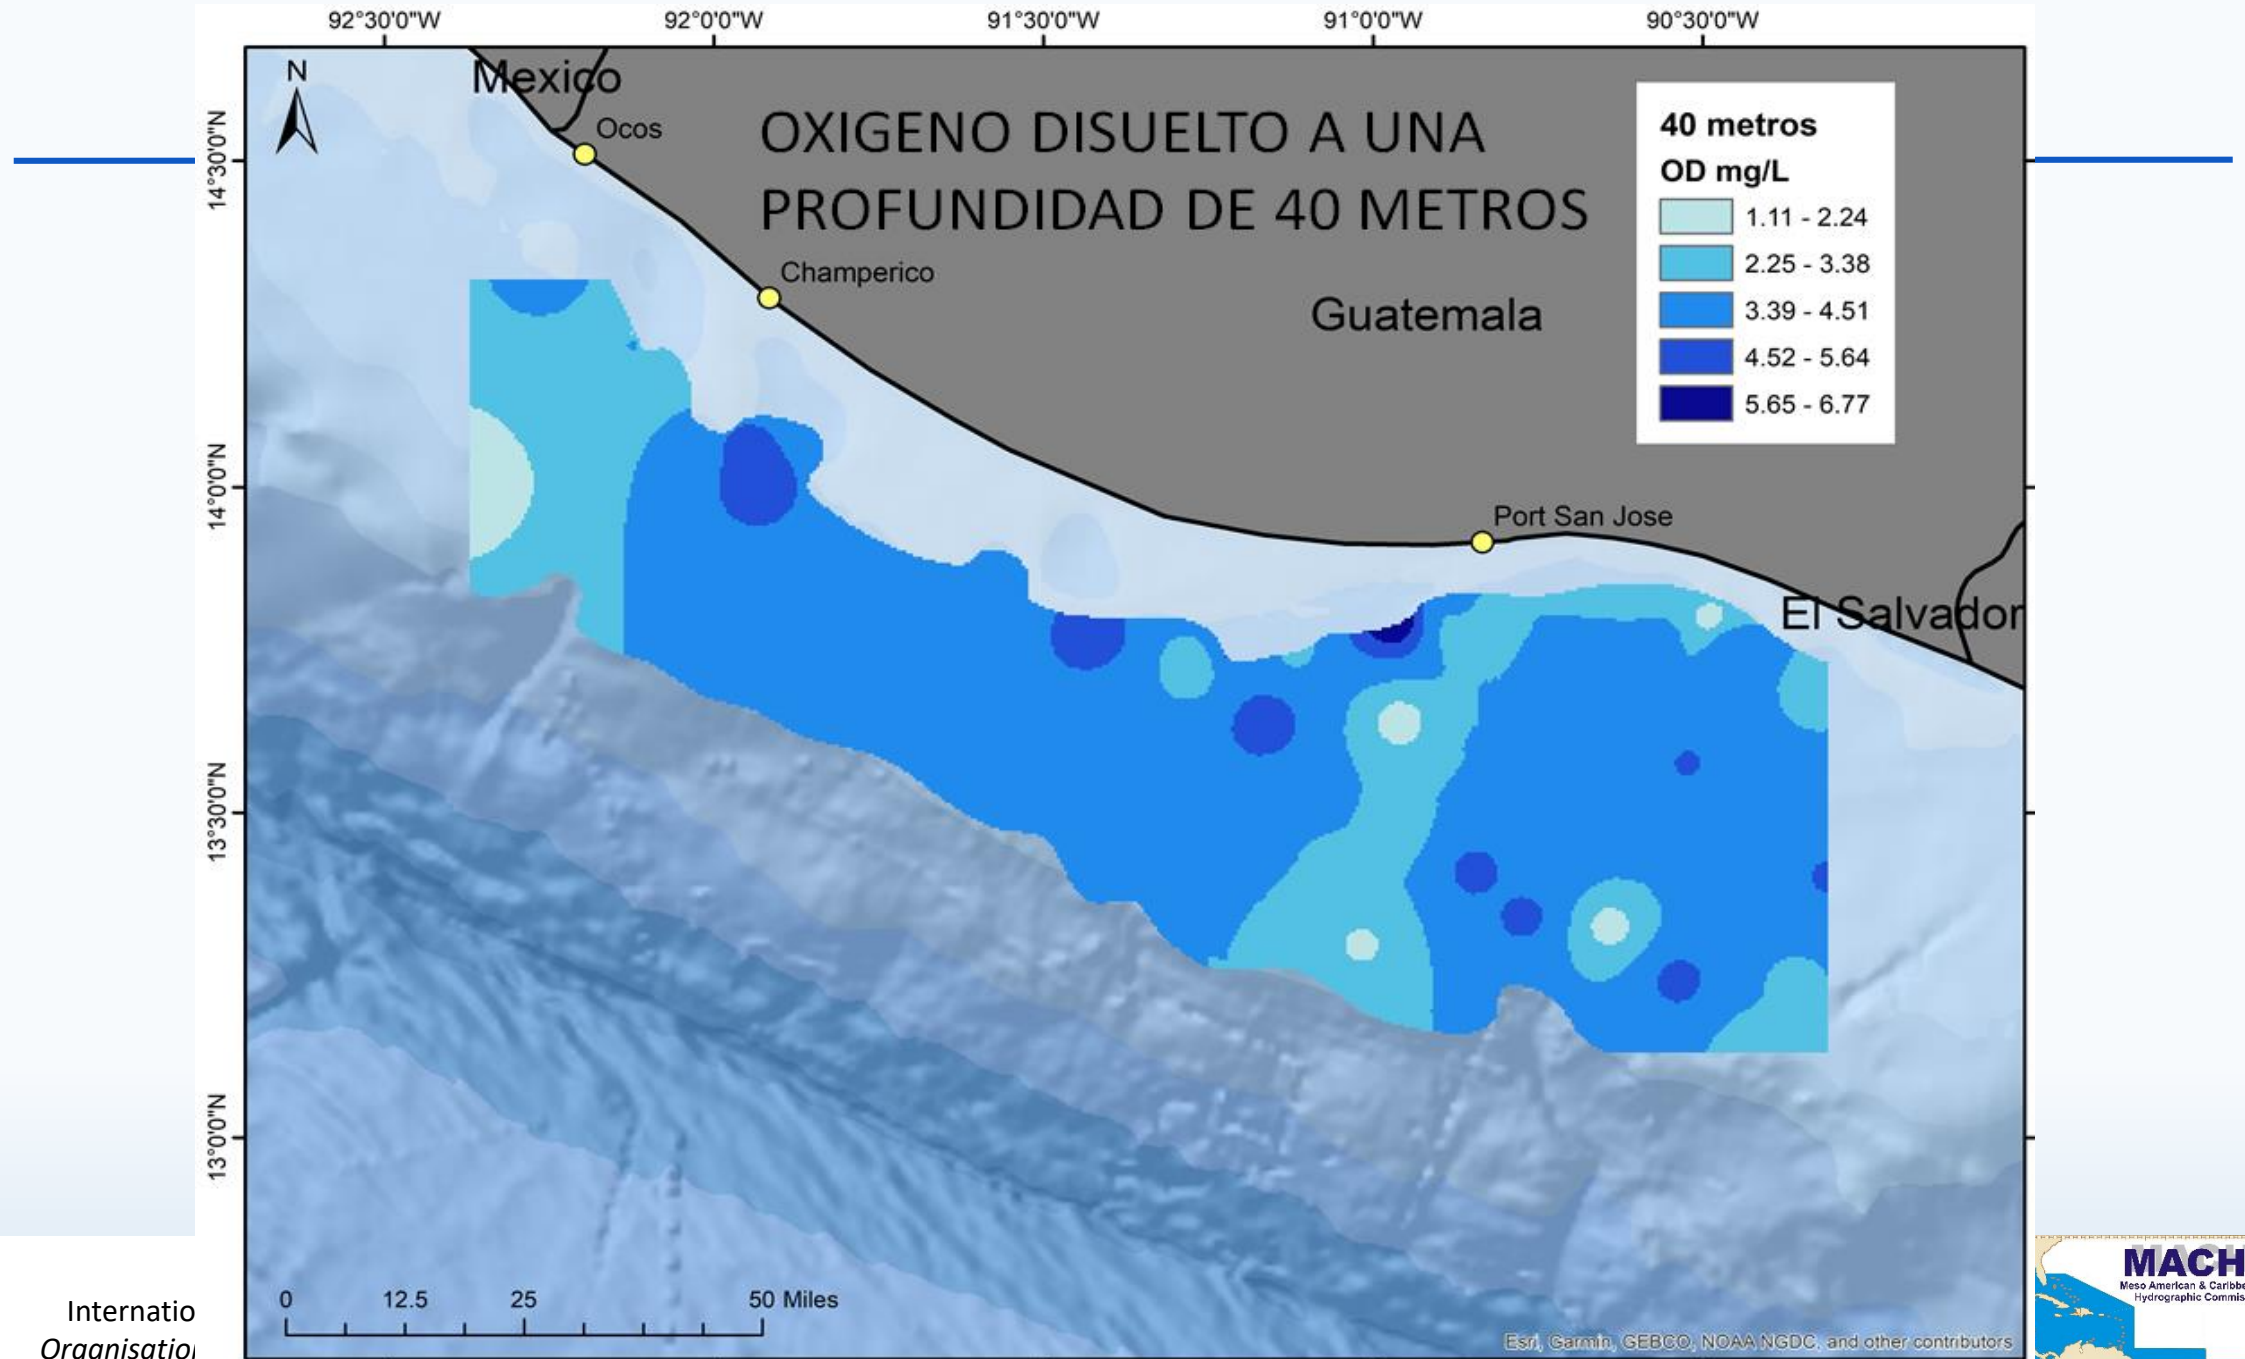 92°30'0"W 92°0'0"W 91°30'0"W 91°0'0"W 90°30'0"W
N
Mexico
Ocos
OXIGENO DISUELTO A UNA
PROFUNDIDAD DE 40 METROS
Champerico
Guatemala
40 metros
OD mg/L
1.11 - 2.24
2.25 - 3.38
3.39 - 4.51
4.52 - 5.64
5.65 - 6.77
14°30'0"N
14°0'0"N
13°30'0"N
13°0'0"N
Port San Jose
El Salvador
0 12.5 25 50 Miles
Esri, Garmin, GEBCO, NOAA NGDC, and other contributors
Internatio
Organisation
MACH
Meso American & Caribbe
Hydrographic Commis